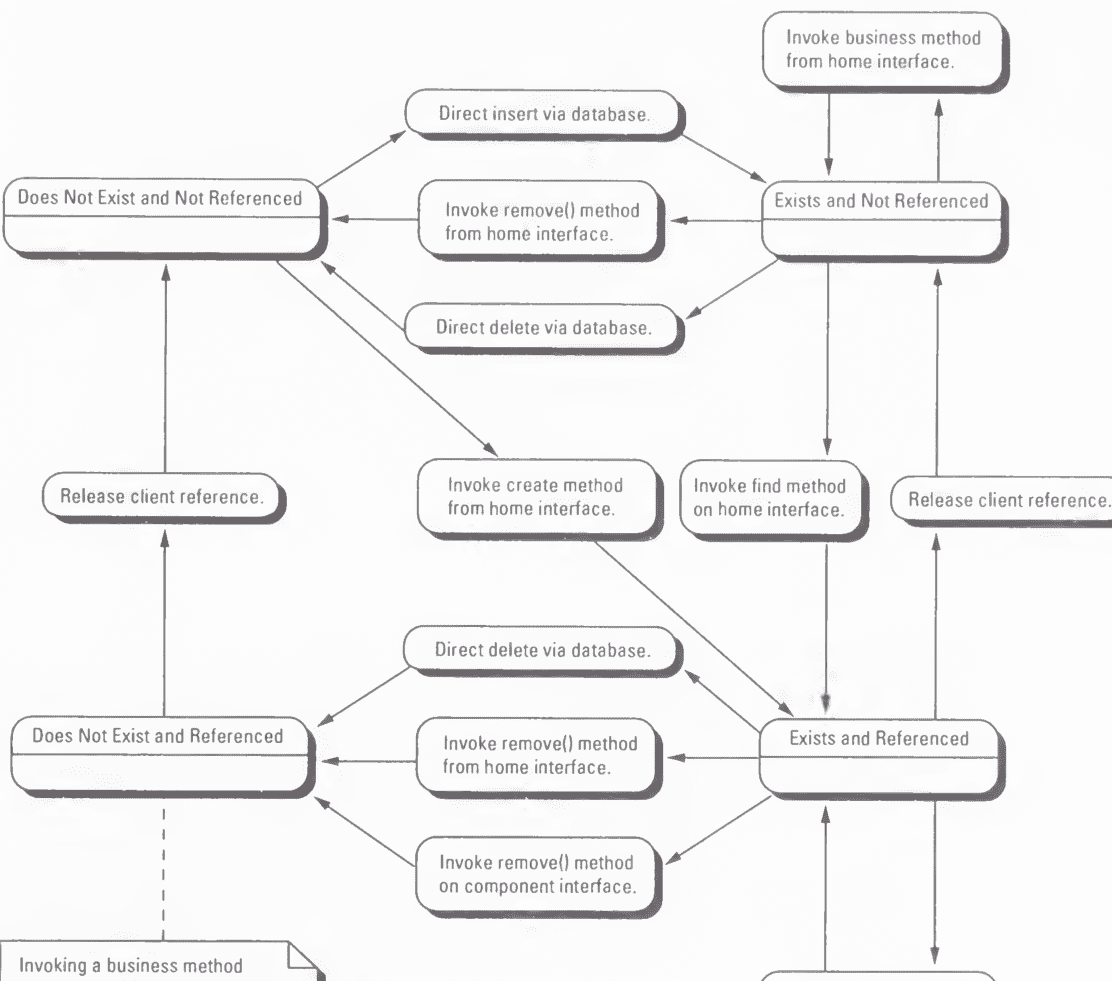 Invoke business method
from home interface.
Direct insert via database.
Does Not Exist and Not Referenced
Invoke remove() method
from home interface.
Exists and Not Referenced
Direct delete via database.
Release client reference.
Invoke create method
from home interface.
Invoke find method
on home interface.
Release client reference.
Direct delete via database.
Does Not Exist and Referenced
Invoke remove() method
from home interface.
Exists and Referenced
Invoke remove() method
on component interface.
Invoking a business method